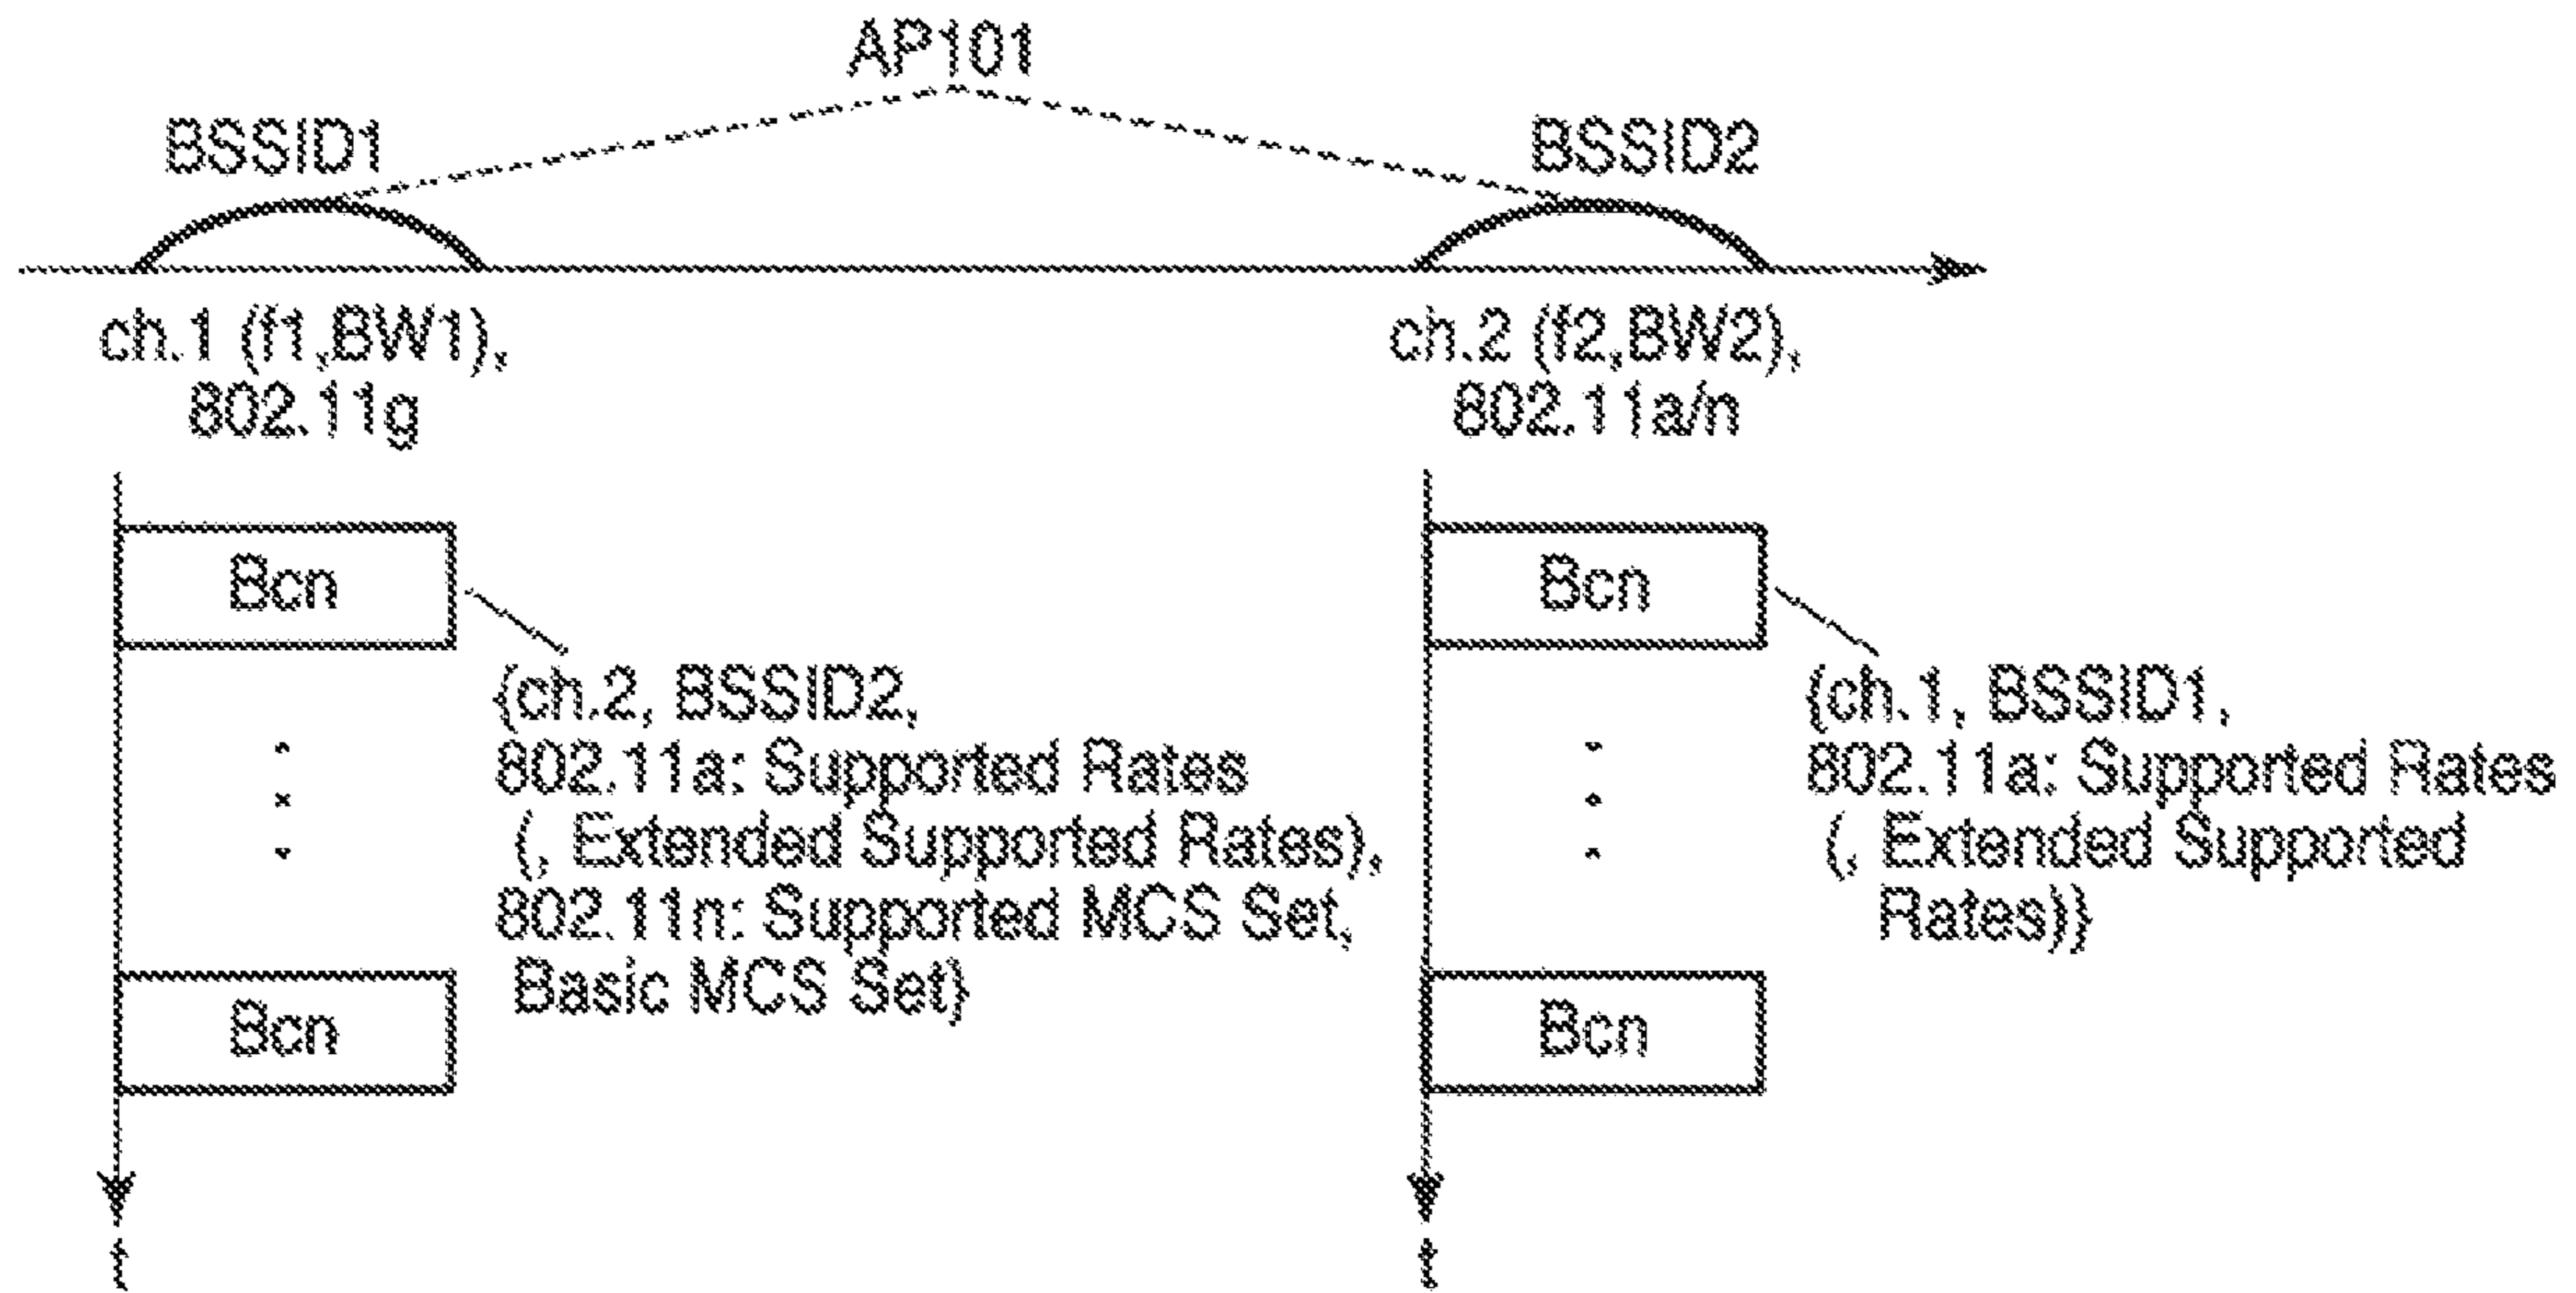 AP101
BSSID1
BSSID2
ch.1 (f1,BW1),
802.11g
ch.2 (f2,BW2),
802.11a/n
Bcn
{ch.2, BSSID2,
802.11a: Supported Rates
(, Extended Supported Rates),
802.11n: Supported MCS Set,
Basic MCS Set}
Bcn
t
Bcn
{ch.1, BSSID1,
802.11a: Supported Rates
(, Extended Supported
Rates)}
Bcn
t